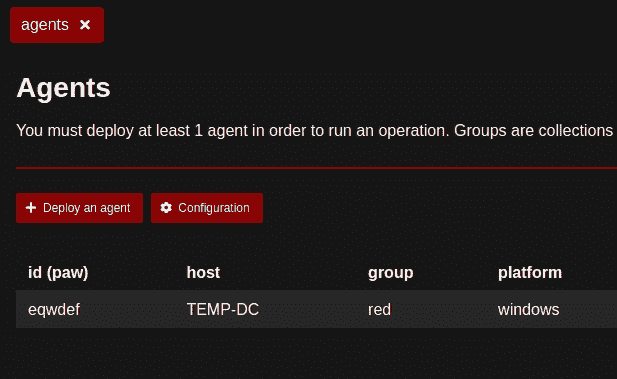 agents
Agents
You must deploy at least 1 agent in order to run an operation. Groups are collections
Deploy an agent Configuration
id (paw) host group platform
eqwdef TEMP-DC red windows